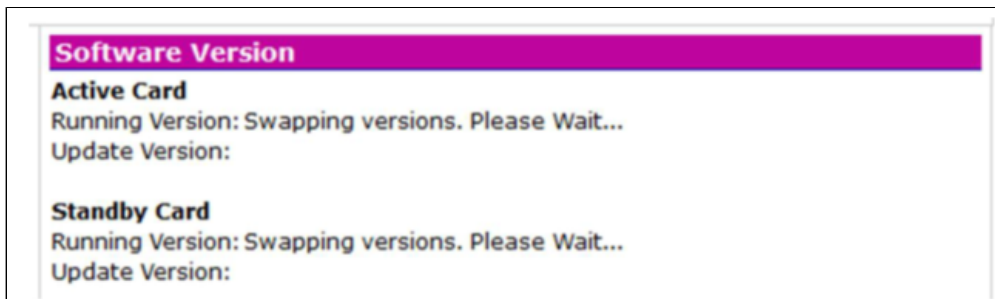 Software Version
Active Card
Running Version: Swapping versions. Please Wait...
Update Version:
Standby Card
Running Version: Swapping versions. Please Wait...
Update Version: